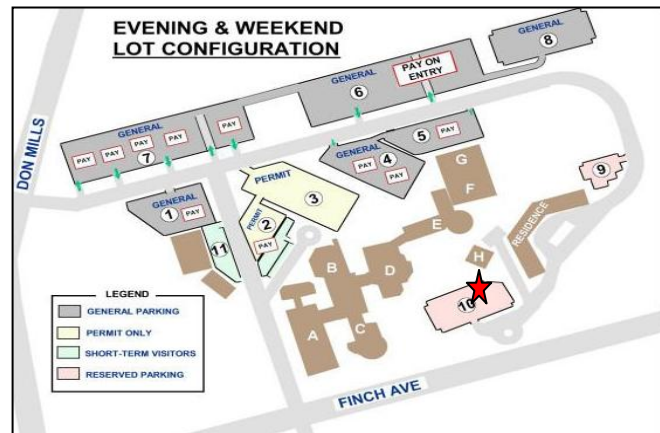 EVENING & WEEKEND
LOT CONFIGURATION
GENERAL
8
PAY ON
ENTRY
GENERAL
6
GENERAL
PAY
PAY
PAY
PAY
PAY
7
5
PAY
GENERAL
4
PAY
PAY
DON MILLS
PERMIT
3
GENERAL
1
PAY
PERMIT
2
PAY
11
G
F
E
9
RESIDENCE
H
B
D
A
C
10
LEGEND
GENERAL PARKING
PERMIT ONLY
SHORT-TERM VISITORS
RESERVED PARKING
FINCH AVE